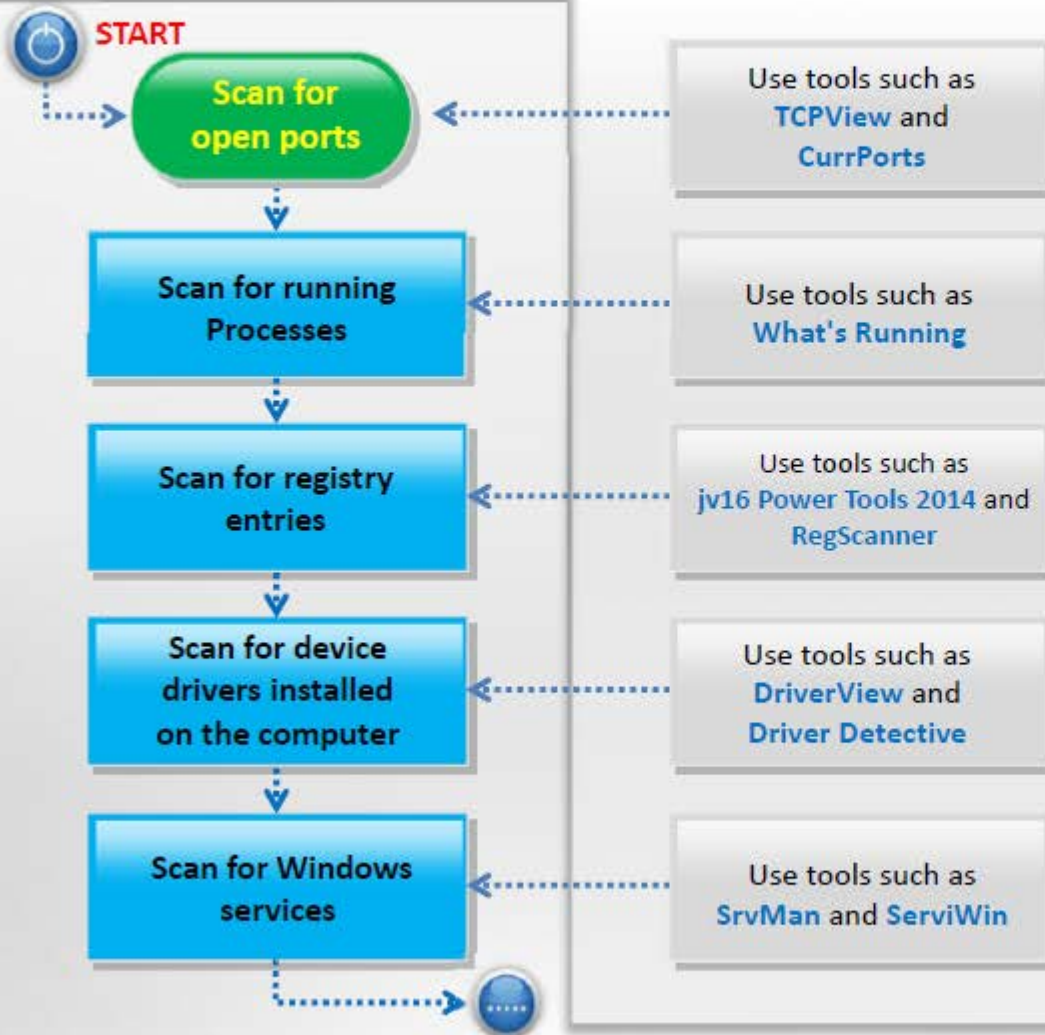 START
Scan for
open ports
Use tools such as
TCPView and
CurrPorts
Scan for running
Processes
Use tools such as
What's Running
Scan for registry
entries
Use tools such as
jv16 Power Tools 2014 and
RegScanner
Scan for device
drivers installed
on the computer
Use tools such as
DriverView and
Driver Detective
Scan for Windows
services
Use tools such as
SrvMan and ServiWin
.....